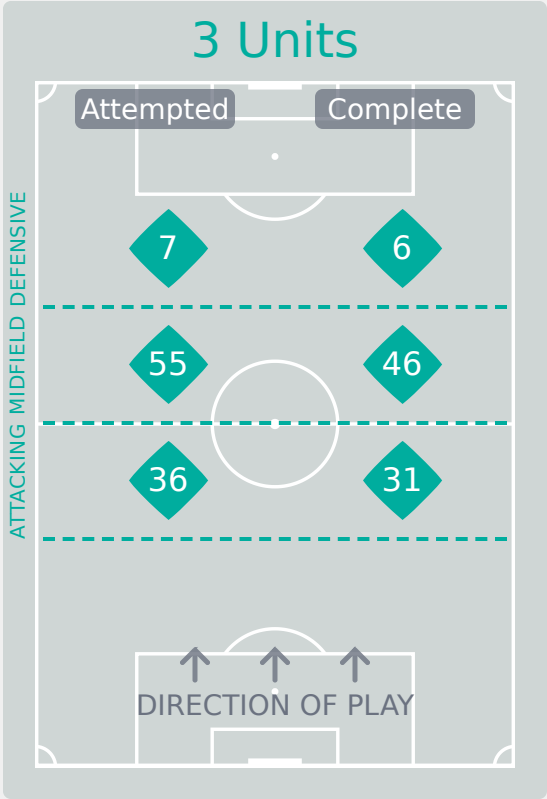 3 Units
Attempted Complete
7 6
55 46
36 31
ATTACKING MIDFIELD DEFENSIVE
DIRECTION OF PLAY